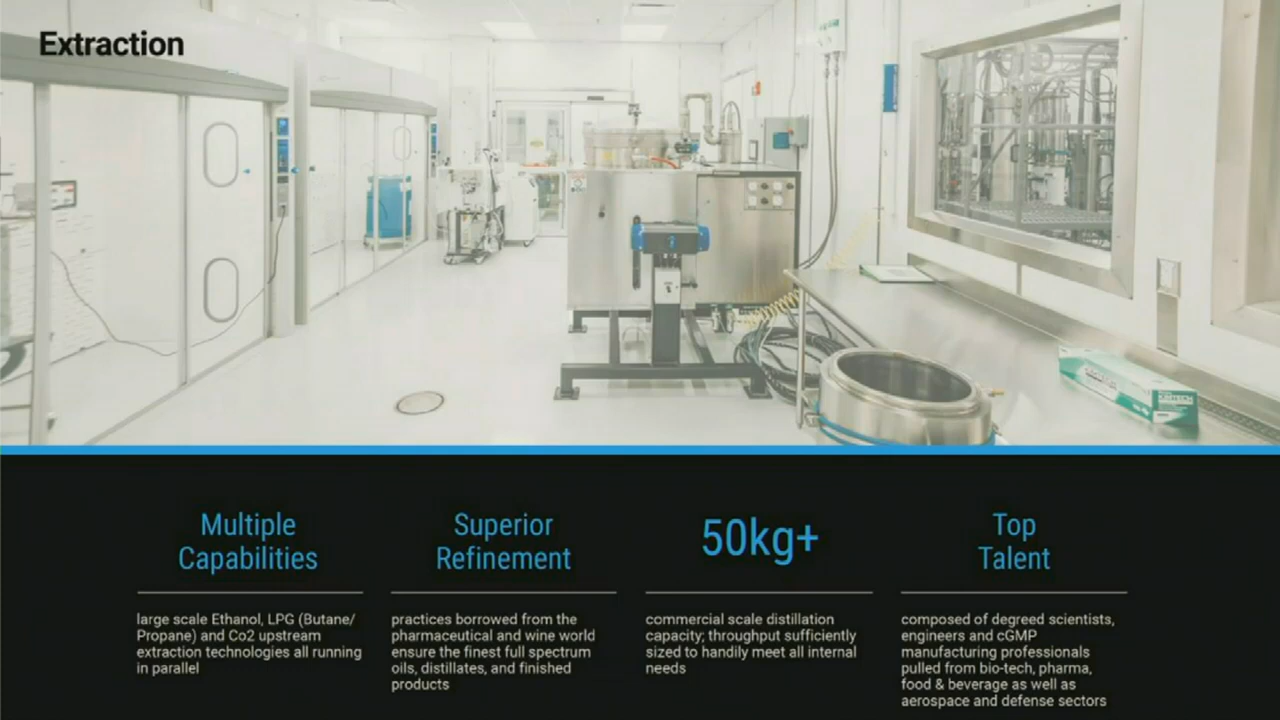 Extraction
Multiple
Capabilities
large scale Ethanol, LPG (Butane/
Propane) and Co2 upstream
extraction technologies all running
in parallel
Superior
Refinement
practices borrowed from the
pharmaceutical and wine world
ensure the finest full spectrum
oils, distillates, and finished
products
50kg+
commercial scale distillation
capacity; throughput sufficiently
sized to handily meet all internal
needs
Top
Talent
composed of degreed scientists,
engineers and cGMP
manufacturing professionals
pulled from bio-tech, pharma,
food & beverage as well as
aerospace and defense sectors
KIMTECH